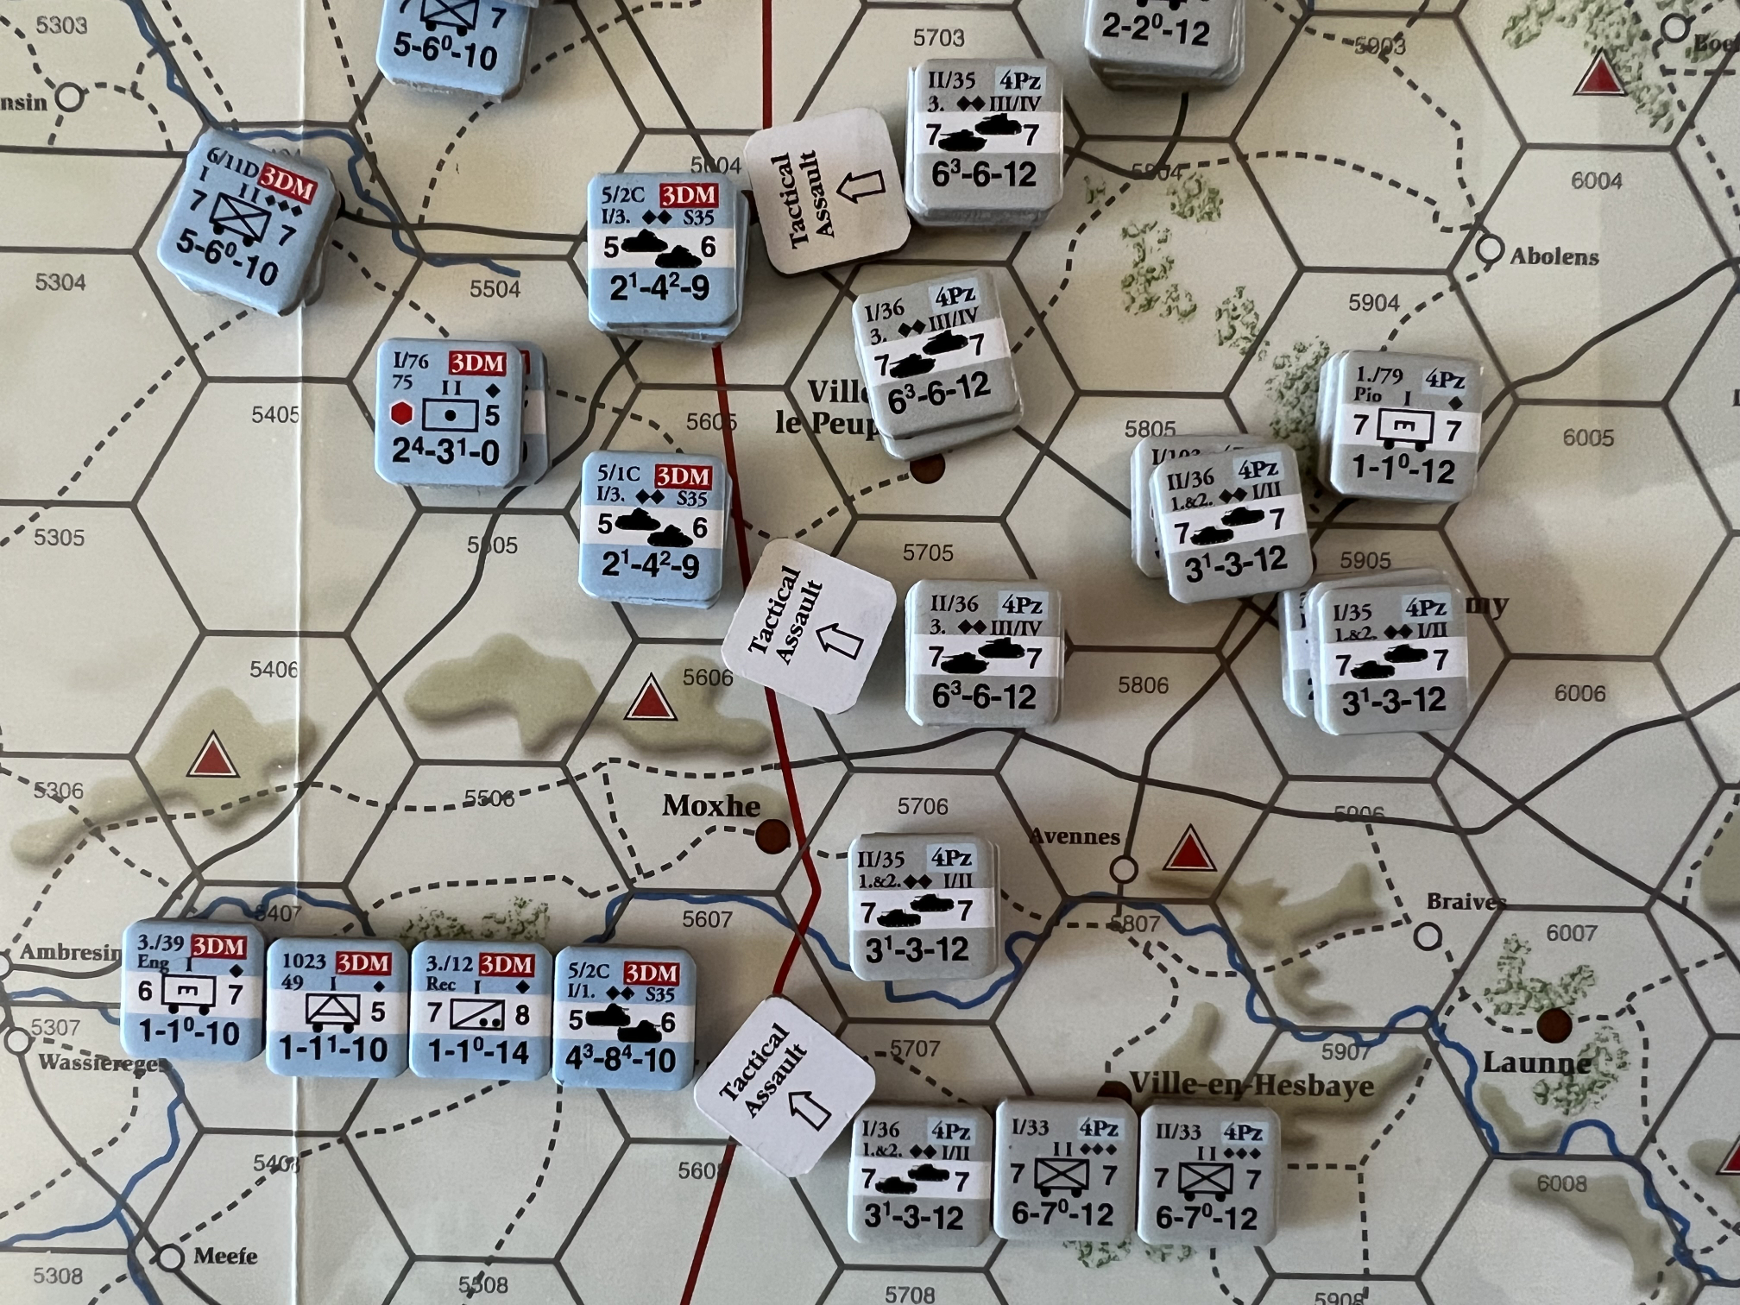 5303
7 7
5-6⁰-10
5703
2-2⁰-12
5903
nsin
II/35 4Pz
3. III/IV
7 7
6³-6-12
6/11D 3DM
I II
7 7
5-6⁰-10
5604
5/2C 3DM
I/3. S35
5 6
2¹-4²-9
Tactical
Assault
5804
6004
Abolens
5304
5504
5904
I/36 4Pz
3. III/IV
7 7
6³-6-12
I/76 3DM
75 II
5
2⁴-3¹-0
5405
5605
Ville
le Peup
5805
1./79 4Pz
Pio I
7 E 7
1-1⁰-12
6005
II/36 4Pz
1.&2. I/II
7 7
3¹-3-12
5/1C 3DM
I/3. S35
5 6
2¹-4²-9
5305
5505
5705
5905
my
Tactical
Assault
II/36 4Pz
3. III/IV
7 7
6³-6-12
I/35 4Pz
1.&2. I/II
7 7
3¹-3-12
5406
5606
5806
6006
5306
5506
Moxhe
5706
5906
Avennes
II/35 4Pz
1.&2. I/II
7 7
3¹-3-12
Braives
5407
5607
5807
6007
Ambresin
3./39 3DM
Eng I
6 E 7
1-1⁰-10
1023 3DM
49 I
5
1-1¹-10
3./12 3DM
Rec I
7 8
1-1⁰-14
5/2C 3DM
I/1. S35
5 6
4³-8⁴-10
5307
Wassiereges
Tactical
Assault
5707
5907
Launne
Ville-en-Hesbaye
I/36 4Pz
1.&2. I/II
7 7
3¹-3-12
I/33 4Pz
II
7 7
6-7⁰-12
II/33 4Pz
II
7 7
6-7⁰-12
5608
6008
Meefe
5308
5508
5708
5908